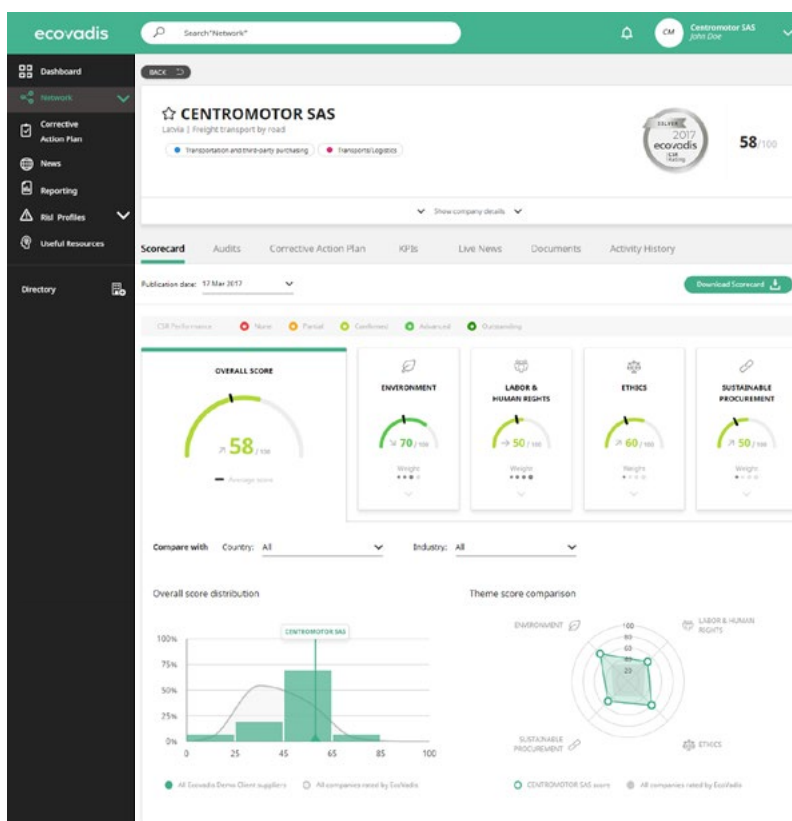 ecovadis
Search"Network"
CM
Centromotor SAS
John Doe
Dashboard
Network
Corrective
Action Plan
News
Reporting
Risl Profiles
Useful Resources
Directory
BACK
CENTROMOTOR SAS
Latvia | Freight transport by road
Transportation and third-party purchasing
Transports/Logistics
SILVER
2017
ecovadis
CSR
Rating
58/100
Show company details
Scorecard Audits Corrective Action Plan KPIs Live News Documents Activity History
Publication date: 17 Mar 2017
Download Scorecard
CSR Performance None Partial Confirmed Advanced Outstanding
OVERALL SCORE
58 / 100
Average score
ENVIRONMENT
70 / 100
Weight
LABOR &
HUMAN RIGHTS
50 / 100
Weight
ETHICS
60 / 100
Weight
SUSTAINABLE
PROCUREMENT
50 / 100
Weight
Compare with Country: All Industry: All
Overall score distribution
CENTROMOTOR SAS
100%
75%
50%
25%
0%
0 25 45 65 85 100
All Ecovadis Demo Client suppliers All companies rated by EcoVadis
Theme score comparison
ENVIRONMENT
LABOR & HUMAN
RIGHTS
100
80
60
40
20
SUSTAINABLE
PROCUREMENT
ETHICS
CENTROMOTOR SAS score All companies rated by EcoVadis